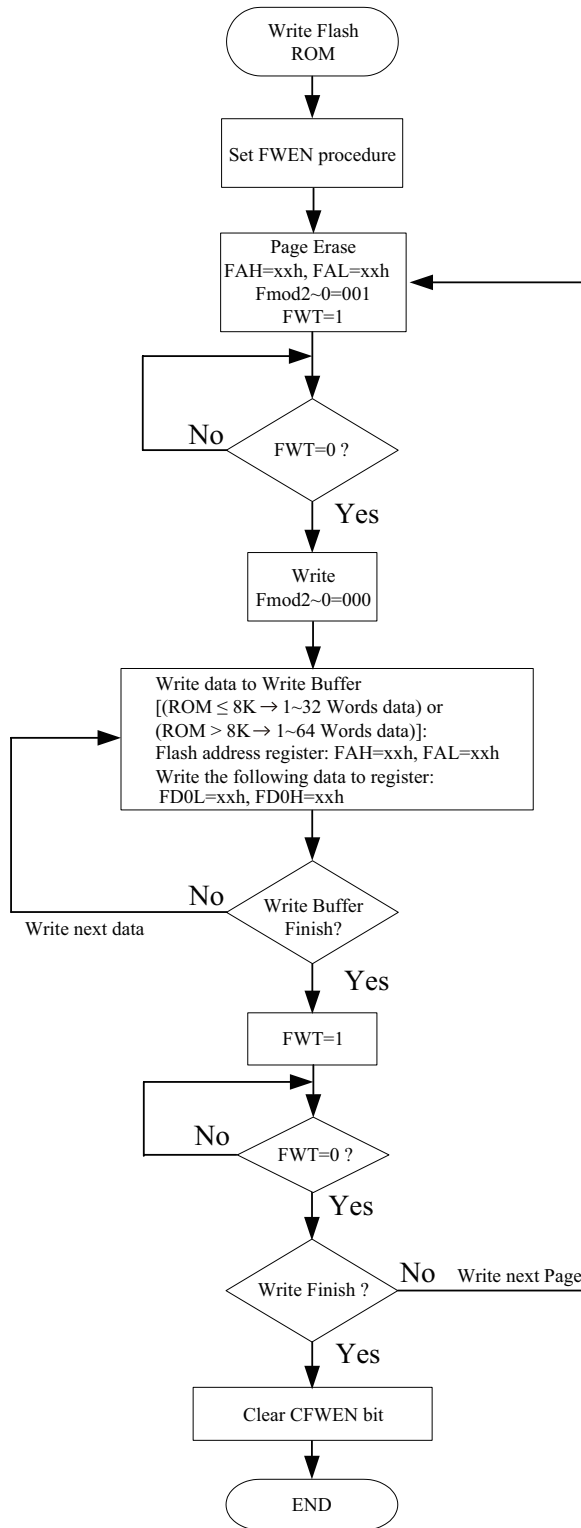 Write Flash
ROM
Set FWEN procedure
Page Erase
FAH=xxh, FAL=xxh
Fmod2~0=001
FWT=1
No
FWT=0 ?
Yes
Write
Fmod2~0=000
Write data to Write Buffer
[(ROM ≤ 8K → 1~32 Words data) or
(ROM > 8K → 1~64 Words data)]:
Flash address register: FAH=xxh, FAL=xxh
Write the following data to register:
FD0L=xxh, FD0H=xxh
No
Write next data
Write Buffer
Finish?
Yes
FWT=1
No
FWT=0 ?
Yes
Write Finish ?
No
Write next Page
Yes
Clear CFWEN bit
END